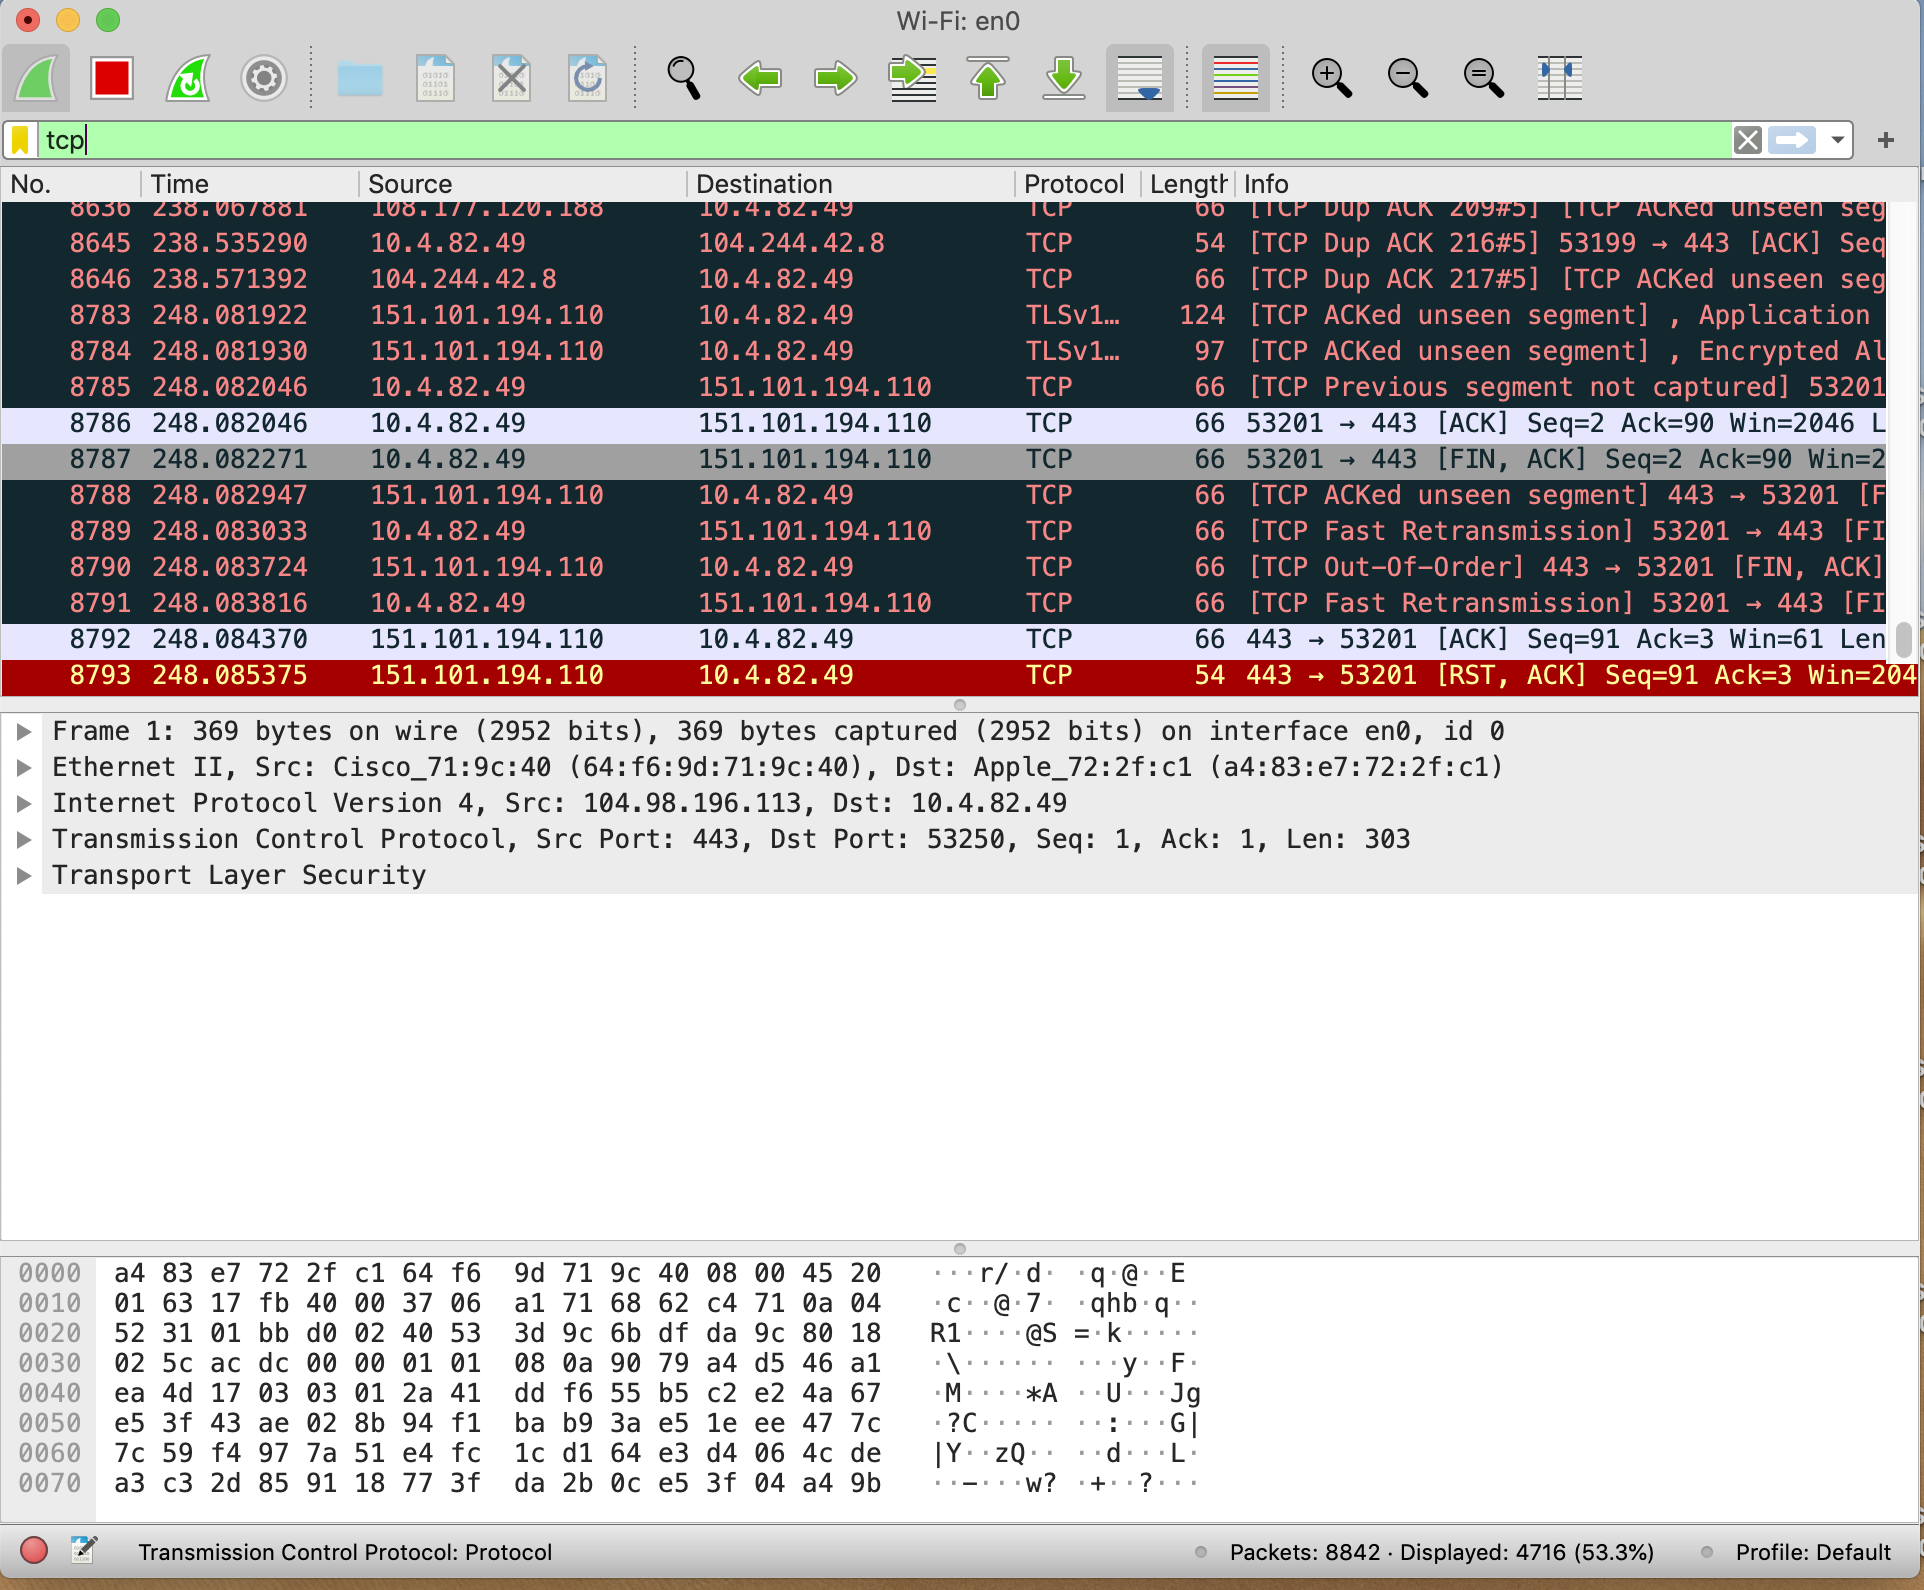 Wi-Fi: en0
tcp
No. Time Source Destination Protocol Length Info
8636 238.067881 108.177.120.188 10.4.82.49 TCP 66 [TCP Dup ACK 209#5] [TCP ACKed unseen seg
8645 238.535290 10.4.82.49 104.244.42.8 TCP 54 [TCP Dup ACK 216#5] 53199 → 443 [ACK] Seq
8646 238.571392 104.244.42.8 10.4.82.49 TCP 66 [TCP Dup ACK 217#5] [TCP ACKed unseen seg
8783 248.081922 151.101.194.110 10.4.82.49 TLSv1… 124 [TCP ACKed unseen segment] , Application
8784 248.081930 151.101.194.110 10.4.82.49 TLSv1… 97 [TCP ACKed unseen segment] , Encrypted Al
8785 248.082046 10.4.82.49 151.101.194.110 TCP 66 [TCP Previous segment not captured] 53201
8786 248.082046 10.4.82.49 151.101.194.110 TCP 66 53201 → 443 [ACK] Seq=2 Ack=90 Win=2046 L
8787 248.082271 10.4.82.49 151.101.194.110 TCP 66 53201 → 443 [FIN, ACK] Seq=2 Ack=90 Win=2
8788 248.082947 151.101.194.110 10.4.82.49 TCP 66 [TCP ACKed unseen segment] 443 → 53201 [F
8789 248.083033 10.4.82.49 151.101.194.110 TCP 66 [TCP Fast Retransmission] 53201 → 443 [FI
8790 248.083724 151.101.194.110 10.4.82.49 TCP 66 [TCP Out-Of-Order] 443 → 53201 [FIN, ACK]
8791 248.083816 10.4.82.49 151.101.194.110 TCP 66 [TCP Fast Retransmission] 53201 → 443 [FI
8792 248.084370 151.101.194.110 10.4.82.49 TCP 66 443 → 53201 [ACK] Seq=91 Ack=3 Win=61 Len
8793 248.085375 151.101.194.110 10.4.82.49 TCP 54 443 → 53201 [RST, ACK] Seq=91 Ack=3 Win=204
Frame 1: 369 bytes on wire (2952 bits), 369 bytes captured (2952 bits) on interface en0, id 0
Ethernet II, Src: Cisco_71:9c:40 (64:f6:9d:71:9c:40), Dst: Apple_72:2f:c1 (a4:83:e7:72:2f:c1)
Internet Protocol Version 4, Src: 104.98.196.113, Dst: 10.4.82.49
Transmission Control Protocol, Src Port: 443, Dst Port: 53250, Seq: 1, Ack: 1, Len: 303
Transport Layer Security
0000 a4 83 e7 72 2f c1 64 f6 9d 71 9c 40 08 00 45 20 ···r/·d· ·q·@··E
0010 01 63 17 fb 40 00 37 06 a1 71 68 62 c4 71 0a 04 ·c··@·7· ·qhb·q··
0020 52 31 01 bb d0 02 40 53 3d 9c 6b df da 9c 80 18 R1····@S =·k·····
0030 02 5c ac dc 00 00 01 01 08 0a 90 79 a4 d5 46 a1 ·\······ ···y··F·
0040 ea 4d 17 03 03 01 2a 41 dd f6 55 b5 c2 e2 4a 67 ·M····*A ··U···Jg
0050 e5 3f 43 ae 02 8b 94 f1 ba b9 3a e5 1e ee 47 7c ·?C····· ··:···G|
0060 7c 59 f4 97 7a 51 e4 fc 1c d1 64 e3 d4 06 4c de |Y··zQ·· ··d···L·
0070 a3 c3 2d 85 91 18 77 3f da 2b 0c e5 3f 04 a4 9b ··-···w? ·+··?···
Transmission Control Protocol: Protocol Packets: 8842 · Displayed: 4716 (53.3%) Profile: Default